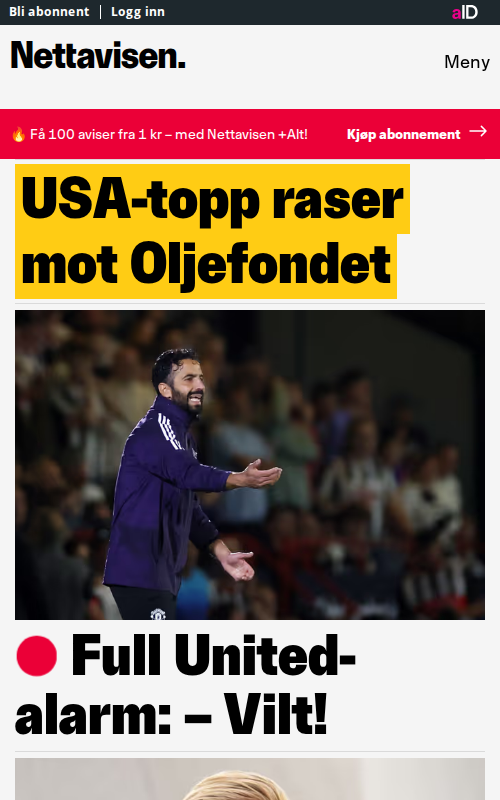 Bli abonnent | Logg inn
aID
Nettavisen.
Meny
🔥 Få 100 aviser fra 1 kr – med Nettavisen +Alt!
Kjøp abonnement →
USA-topp raser
mot Oljefondet
🔴 Full United-
alarm: – Vilt!